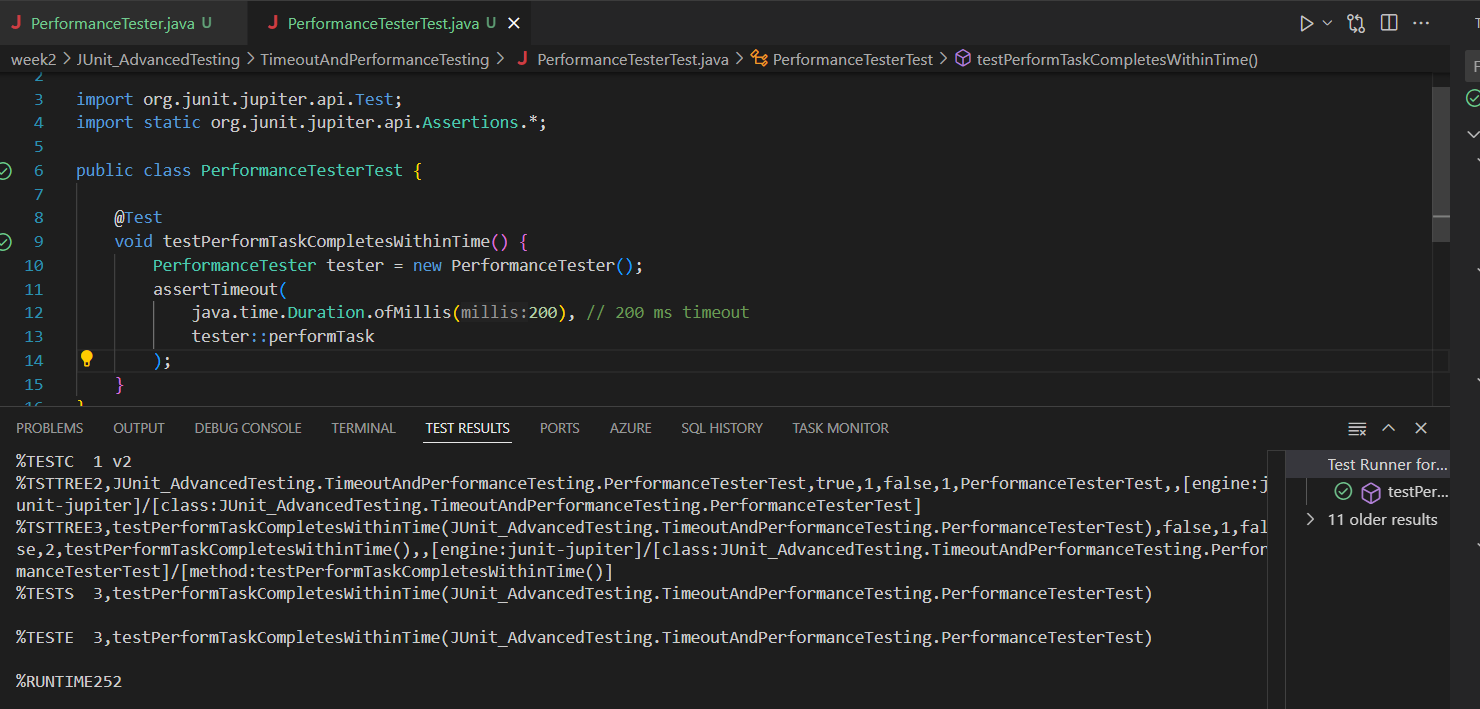 PerformanceTester.java U
PerformanceTesterTest.java U
week2 > JUnit_AdvancedTesting > TimeoutAndPerformanceTesting > J PerformanceTesterTest.java > PerformanceTesterTest > testPerformTaskCompletesWithinTime()
2
3 import org.junit.jupiter.api.Test;
4 import static org.junit.jupiter.api.Assertions.*;
5
6 public class PerformanceTesterTest {
7
8 @Test
9 void testPerformTaskCompletesWithinTime() {
10 PerformanceTester tester = new PerformanceTester();
11 assertTimeout(
12 java.time.Duration.ofMillis(millis:200), // 200 ms timeout
13 tester::performTask
14 );
15 }
16 }
PROBLEMS OUTPUT DEBUG CONSOLE TERMINAL TEST RESULTS PORTS AZURE SQL HISTORY TASK MONITOR
%TESTC 1 v2
%TSTTREE2,JUnit_AdvancedTesting.TimeoutAndPerformanceTesting.PerformanceTesterTest,true,1,false,1,PerformanceTesterTest,,[engine:j
unit-jupiter]/[class:JUnit_AdvancedTesting.TimeoutAndPerformanceTesting.PerformanceTesterTest]
%TSTTREE3,testPerformTaskCompletesWithinTime(JUnit_AdvancedTesting.TimeoutAndPerformanceTesting.PerformanceTesterTest),false,1,fal
se,2,testPerformTaskCompletesWithinTime(),,[engine:junit-jupiter]/[class:JUnit_AdvancedTesting.TimeoutAndPerformanceTesting.Perfor
manceTesterTest]/[method:testPerformTaskCompletesWithinTime()]
%TESTS 3,testPerformTaskCompletesWithinTime(JUnit_AdvancedTesting.TimeoutAndPerformanceTesting.PerformanceTesterTest)
%TESTE 3,testPerformTaskCompletesWithinTime(JUnit_AdvancedTesting.TimeoutAndPerformanceTesting.PerformanceTesterTest)
%RUNTIME252
Test Runner for...
testPer...
11 older results